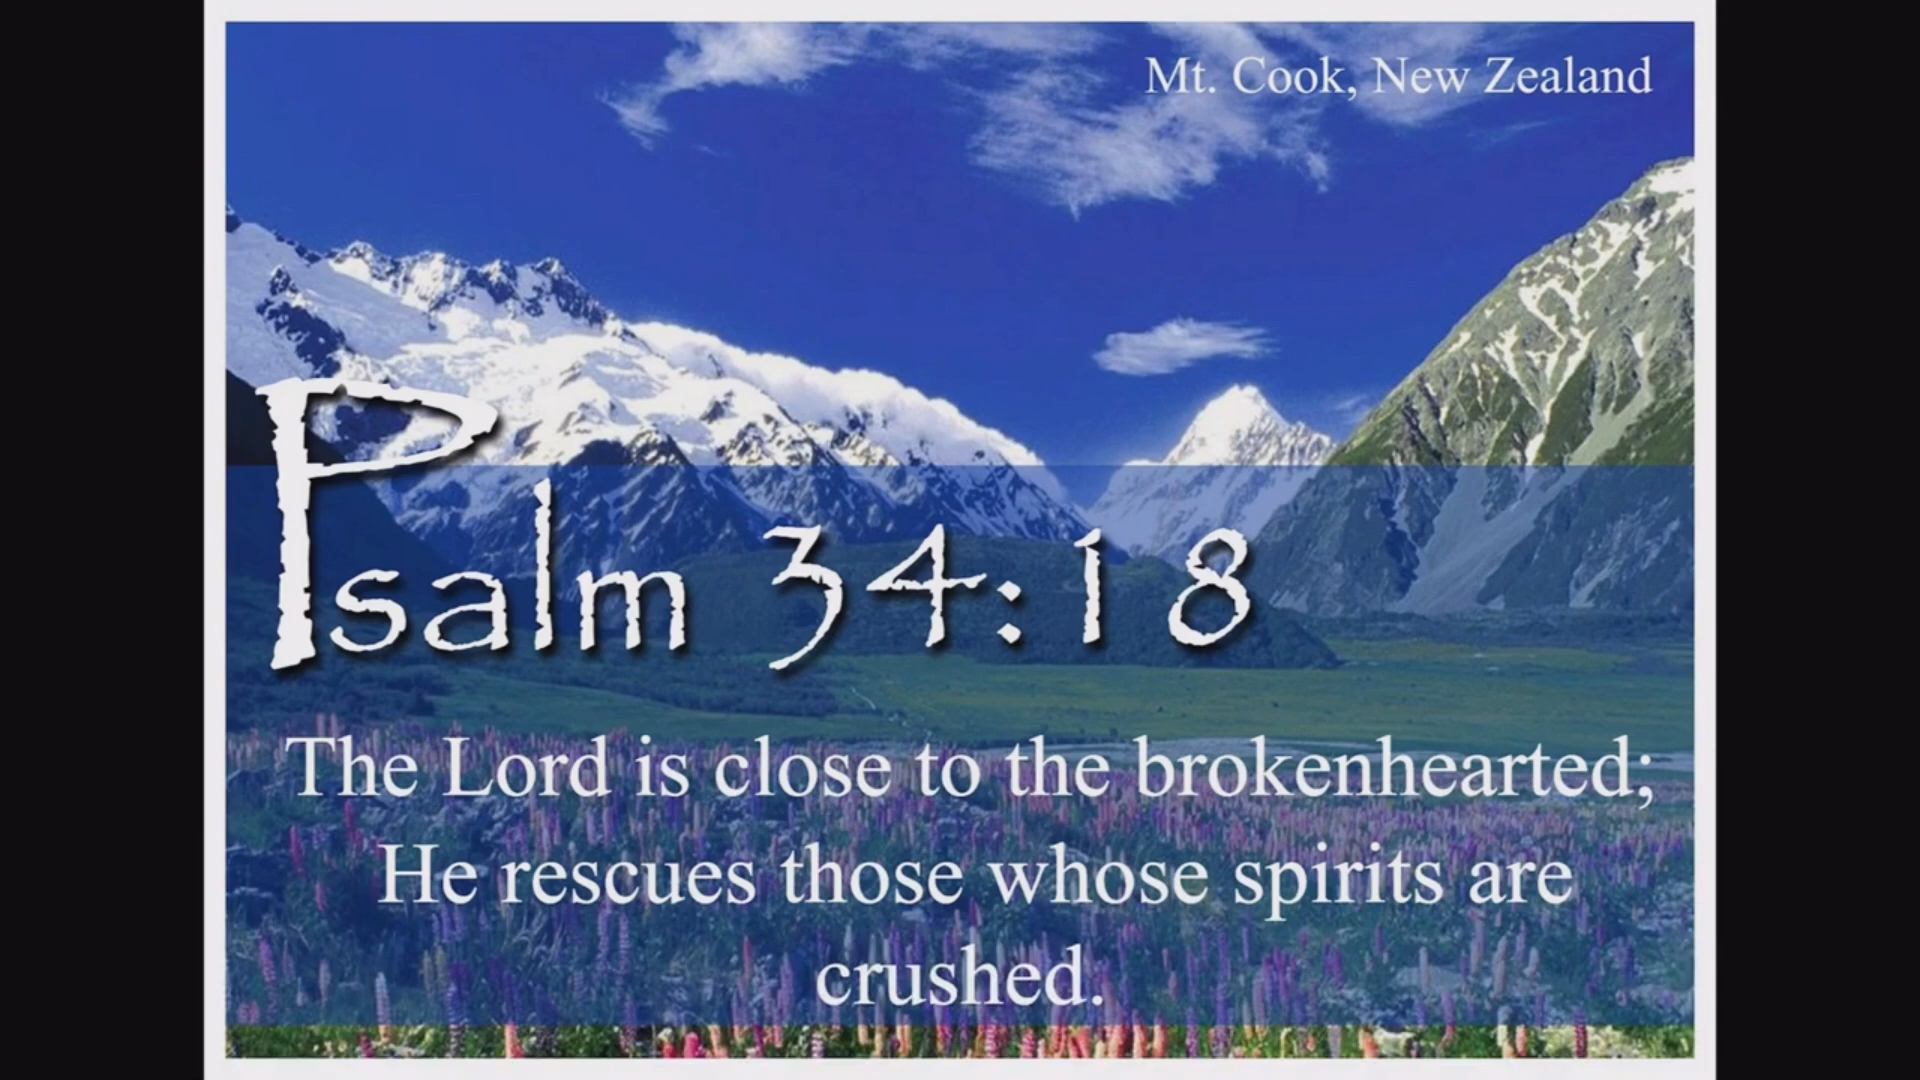 Mt. Cook, New Zealand
Psalm 34:18
The Lord is close to the brokenhearted;
He rescues those whose spirits are
crushed.